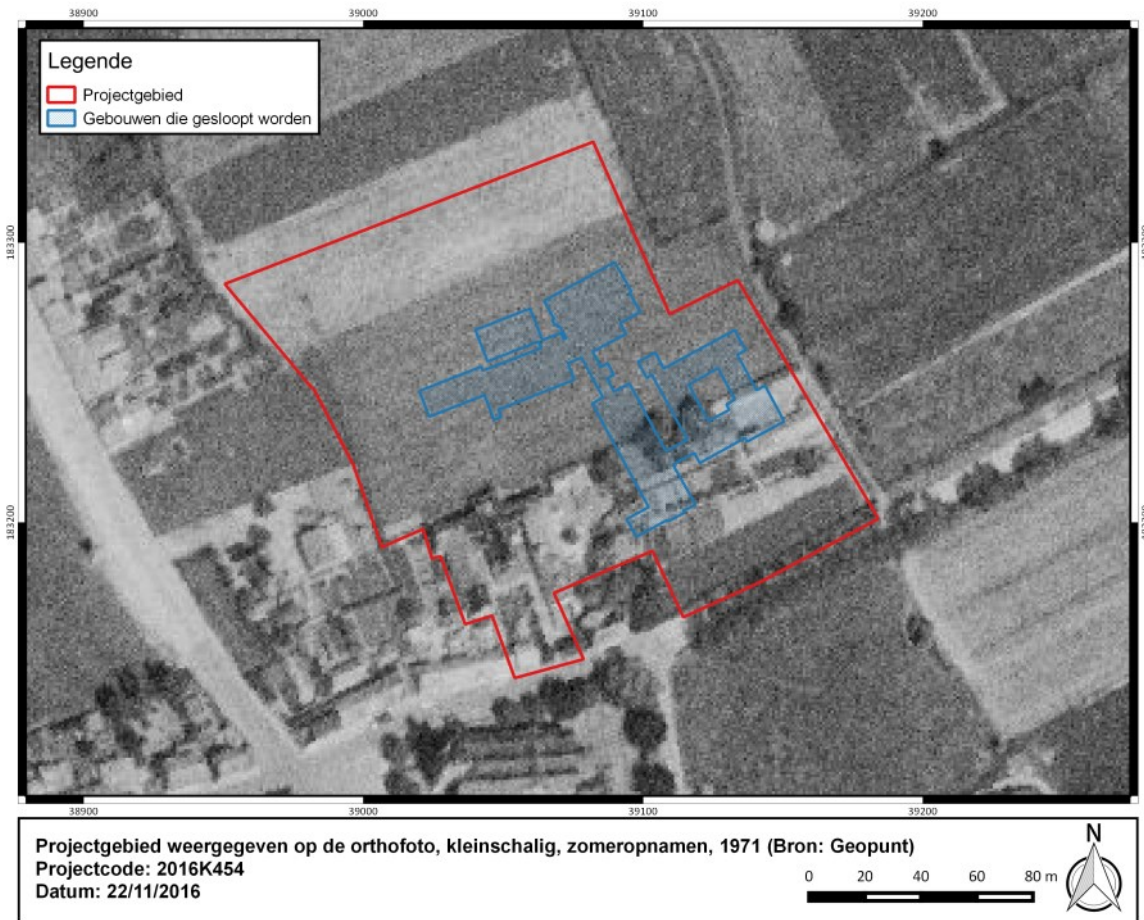 38900 39000 39100 39200
Legende
Projectgebied
Gebouwen die gesloopt worden
183300
183200
38900 39000 39100 39200
Projectgebied weergegeven op de orthofoto, kleinschalig, zomeropnamen, 1971 (Bron: Geopunt)
Projectcode: 2016K454
Datum: 22/11/2016
0 20 40 60 80 m
N